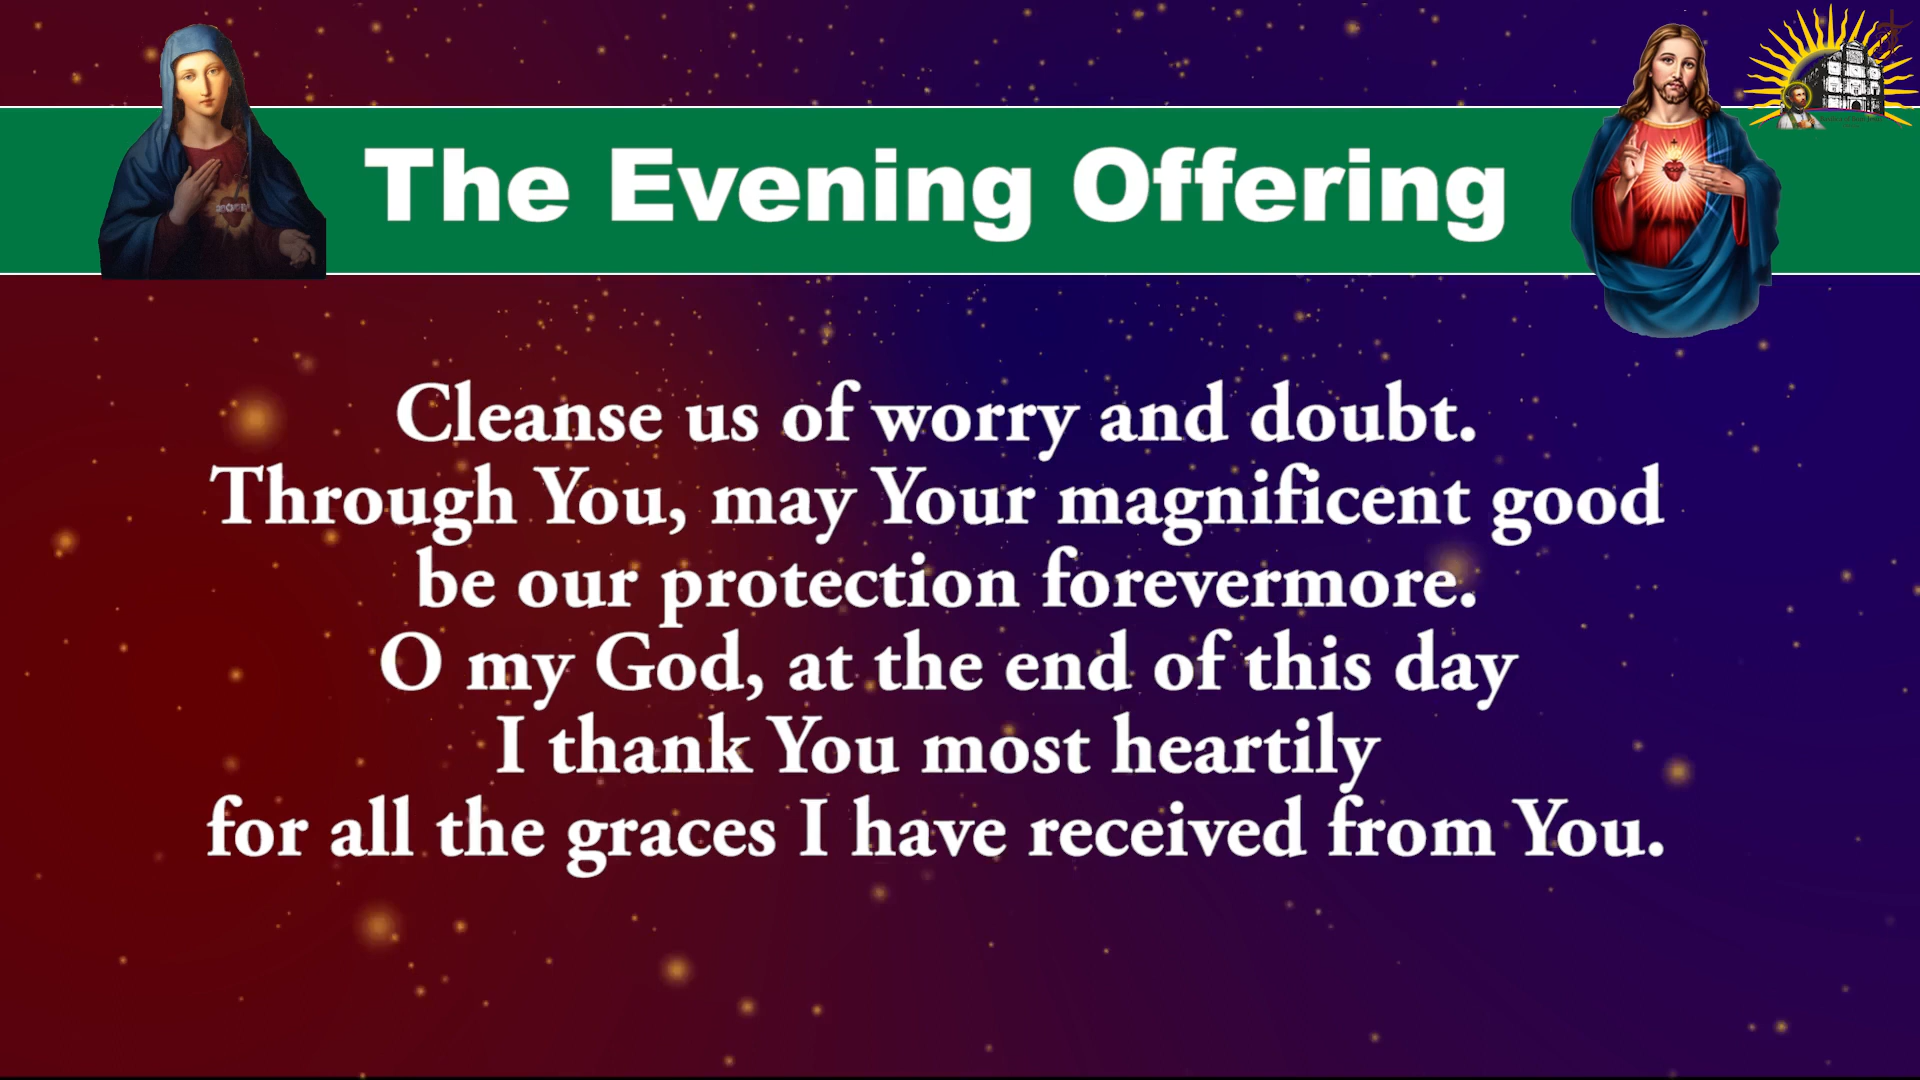 The Evening Offering
Cleanse us of worry and doubt.
Through You, may Your magnificent good
be our protection forevermore.
O my God, at the end of this day
I thank You most heartily
for all the graces I have received from You.